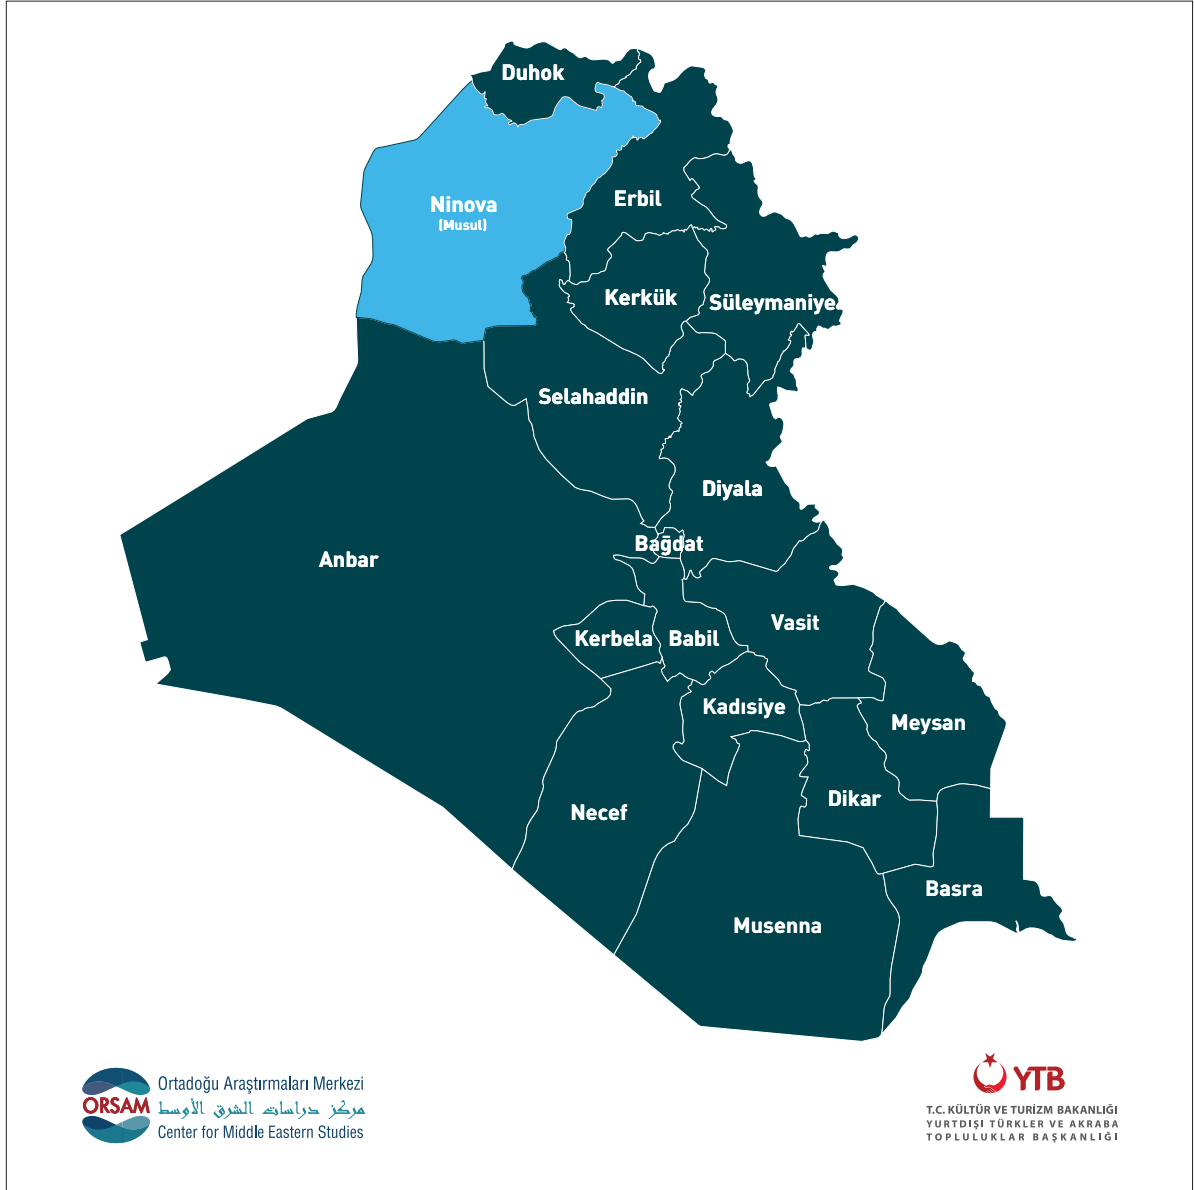 Duhok
Ninova
(Musul)
Erbil
Kerkük
Süleymaniye
Selahaddin
Diyala
Bağdat
Anbar
Vasit
Kerbela
Babil
Kadısiye
Meysan
Dikar
Necef
Basra
Musenna
ORSAM
Ortadoğu Araştırmaları Merkezi
مركز دراسات الشرق الأوسط
Center for Middle Eastern Studies
YTB
T.C. KÜLTÜR VE TURİZM BAKANLIĞI
YURTDIŞI TÜRKLER VE AKRABA
TOPLULUKLAR BAŞKANLIĞI